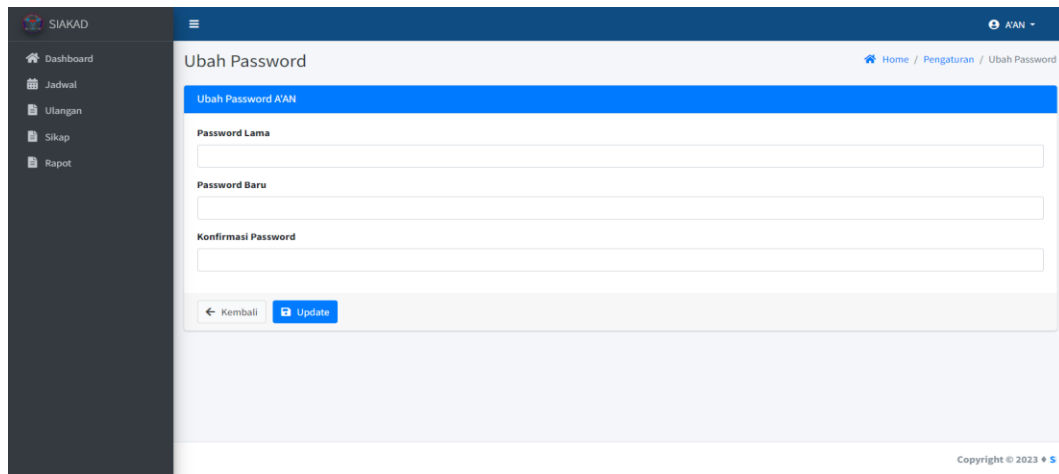 SIAKAD
A'AN
Dashboard
Jadwal
Ulangan
Sikap
Rapot
Ubah Password
Home / Pengaturan / Ubah Password
Ubah Password A'AN
Password Lama
Password Baru
Konfirmasi Password
Kembali
Update
Copyright © 2023 ♦ S